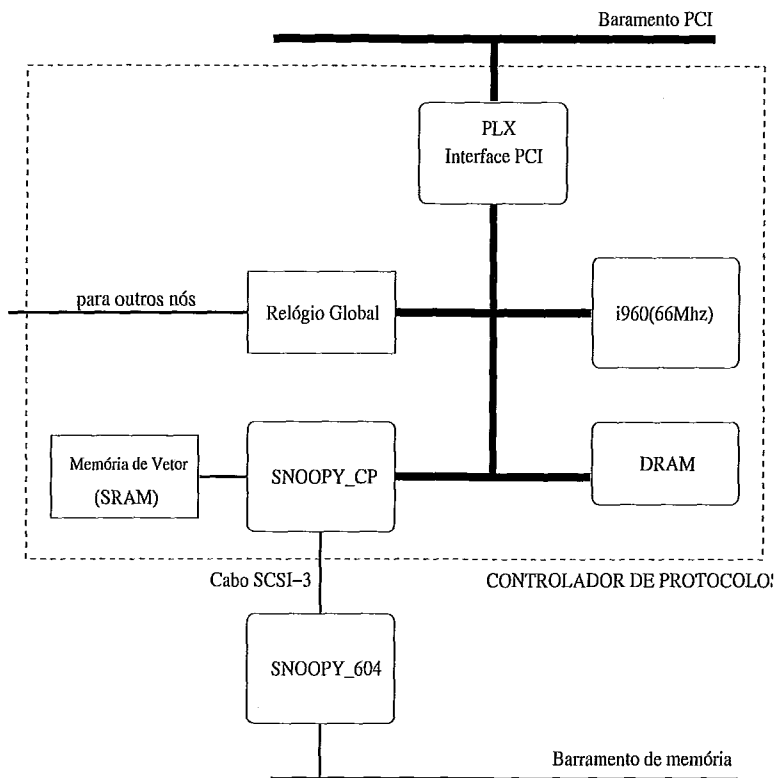 Baramento PCI
PLX
Interface PCI
para outros nós
Relógio Global
i960(66Mhz)
Memória de Vetor
(SRAM)
SNOOPY_CP
DRAM
Cabo SCSI-3
CONTROLADOR DE PROTOCOLOS
SNOOPY_604
Barramento de memória